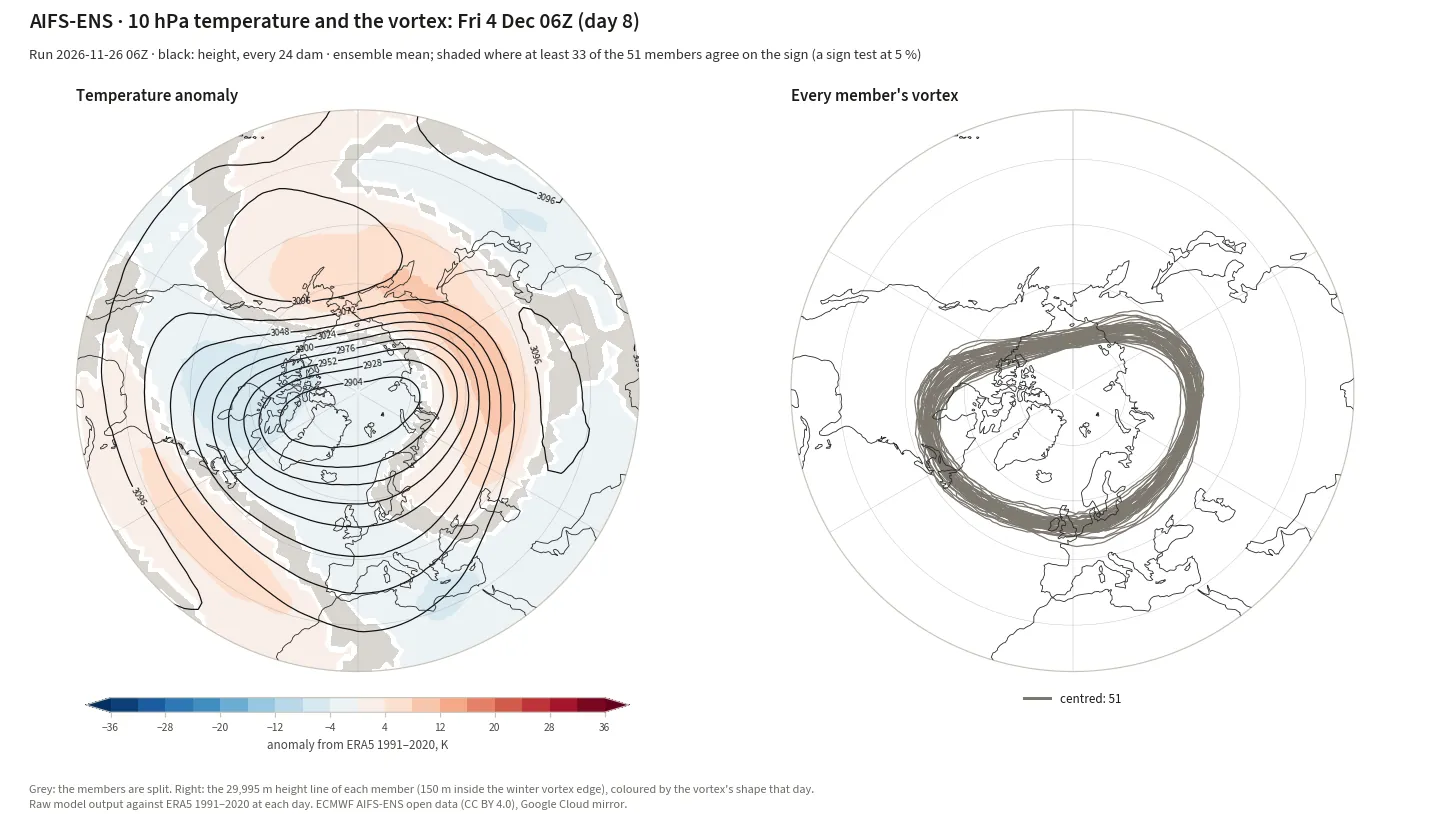 AIFS-ENS · 10 hPa temperature and the vortex: Fri 4 Dec 06Z (day 8)
Run 2026-11-26 06Z · black: height, every 24 dam · ensemble mean; shaded where at least 33 of the 51 members agree on the sign (a sign test at 5 %)
Temperature anomaly
Every member's vortex
3096
3096
3072
3048
3024
3000
2976
2952
2928
2904
3096
3096
−36
−28
−20
−12
−4
4
12
20
28
36
anomaly from ERA5 1991–2020, K
centred: 51
Grey: the members are split. Right: the 29,995 m height line of each member (150 m inside the winter vortex edge), coloured by the vortex's shape that day.
Raw model output against ERA5 1991–2020 at each day. ECMWF AIFS-ENS open data (CC BY 4.0), Google Cloud mirror.